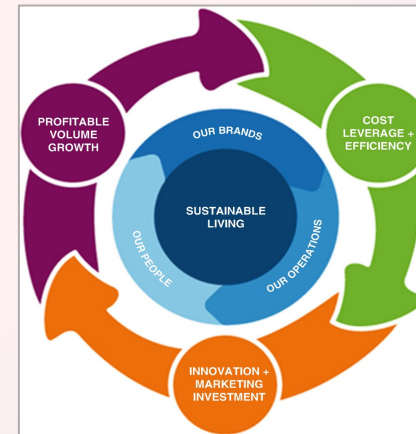 PROFITABLE
VOLUME
GROWTH
OUR BRANDS
COST
LEVERAGE +
EFFICIENCY
SUSTAINABLE
LIVING
OUR PEOPLE
OUR OPERATIONS
INNOVATION +
MARKETING
INVESTMENT